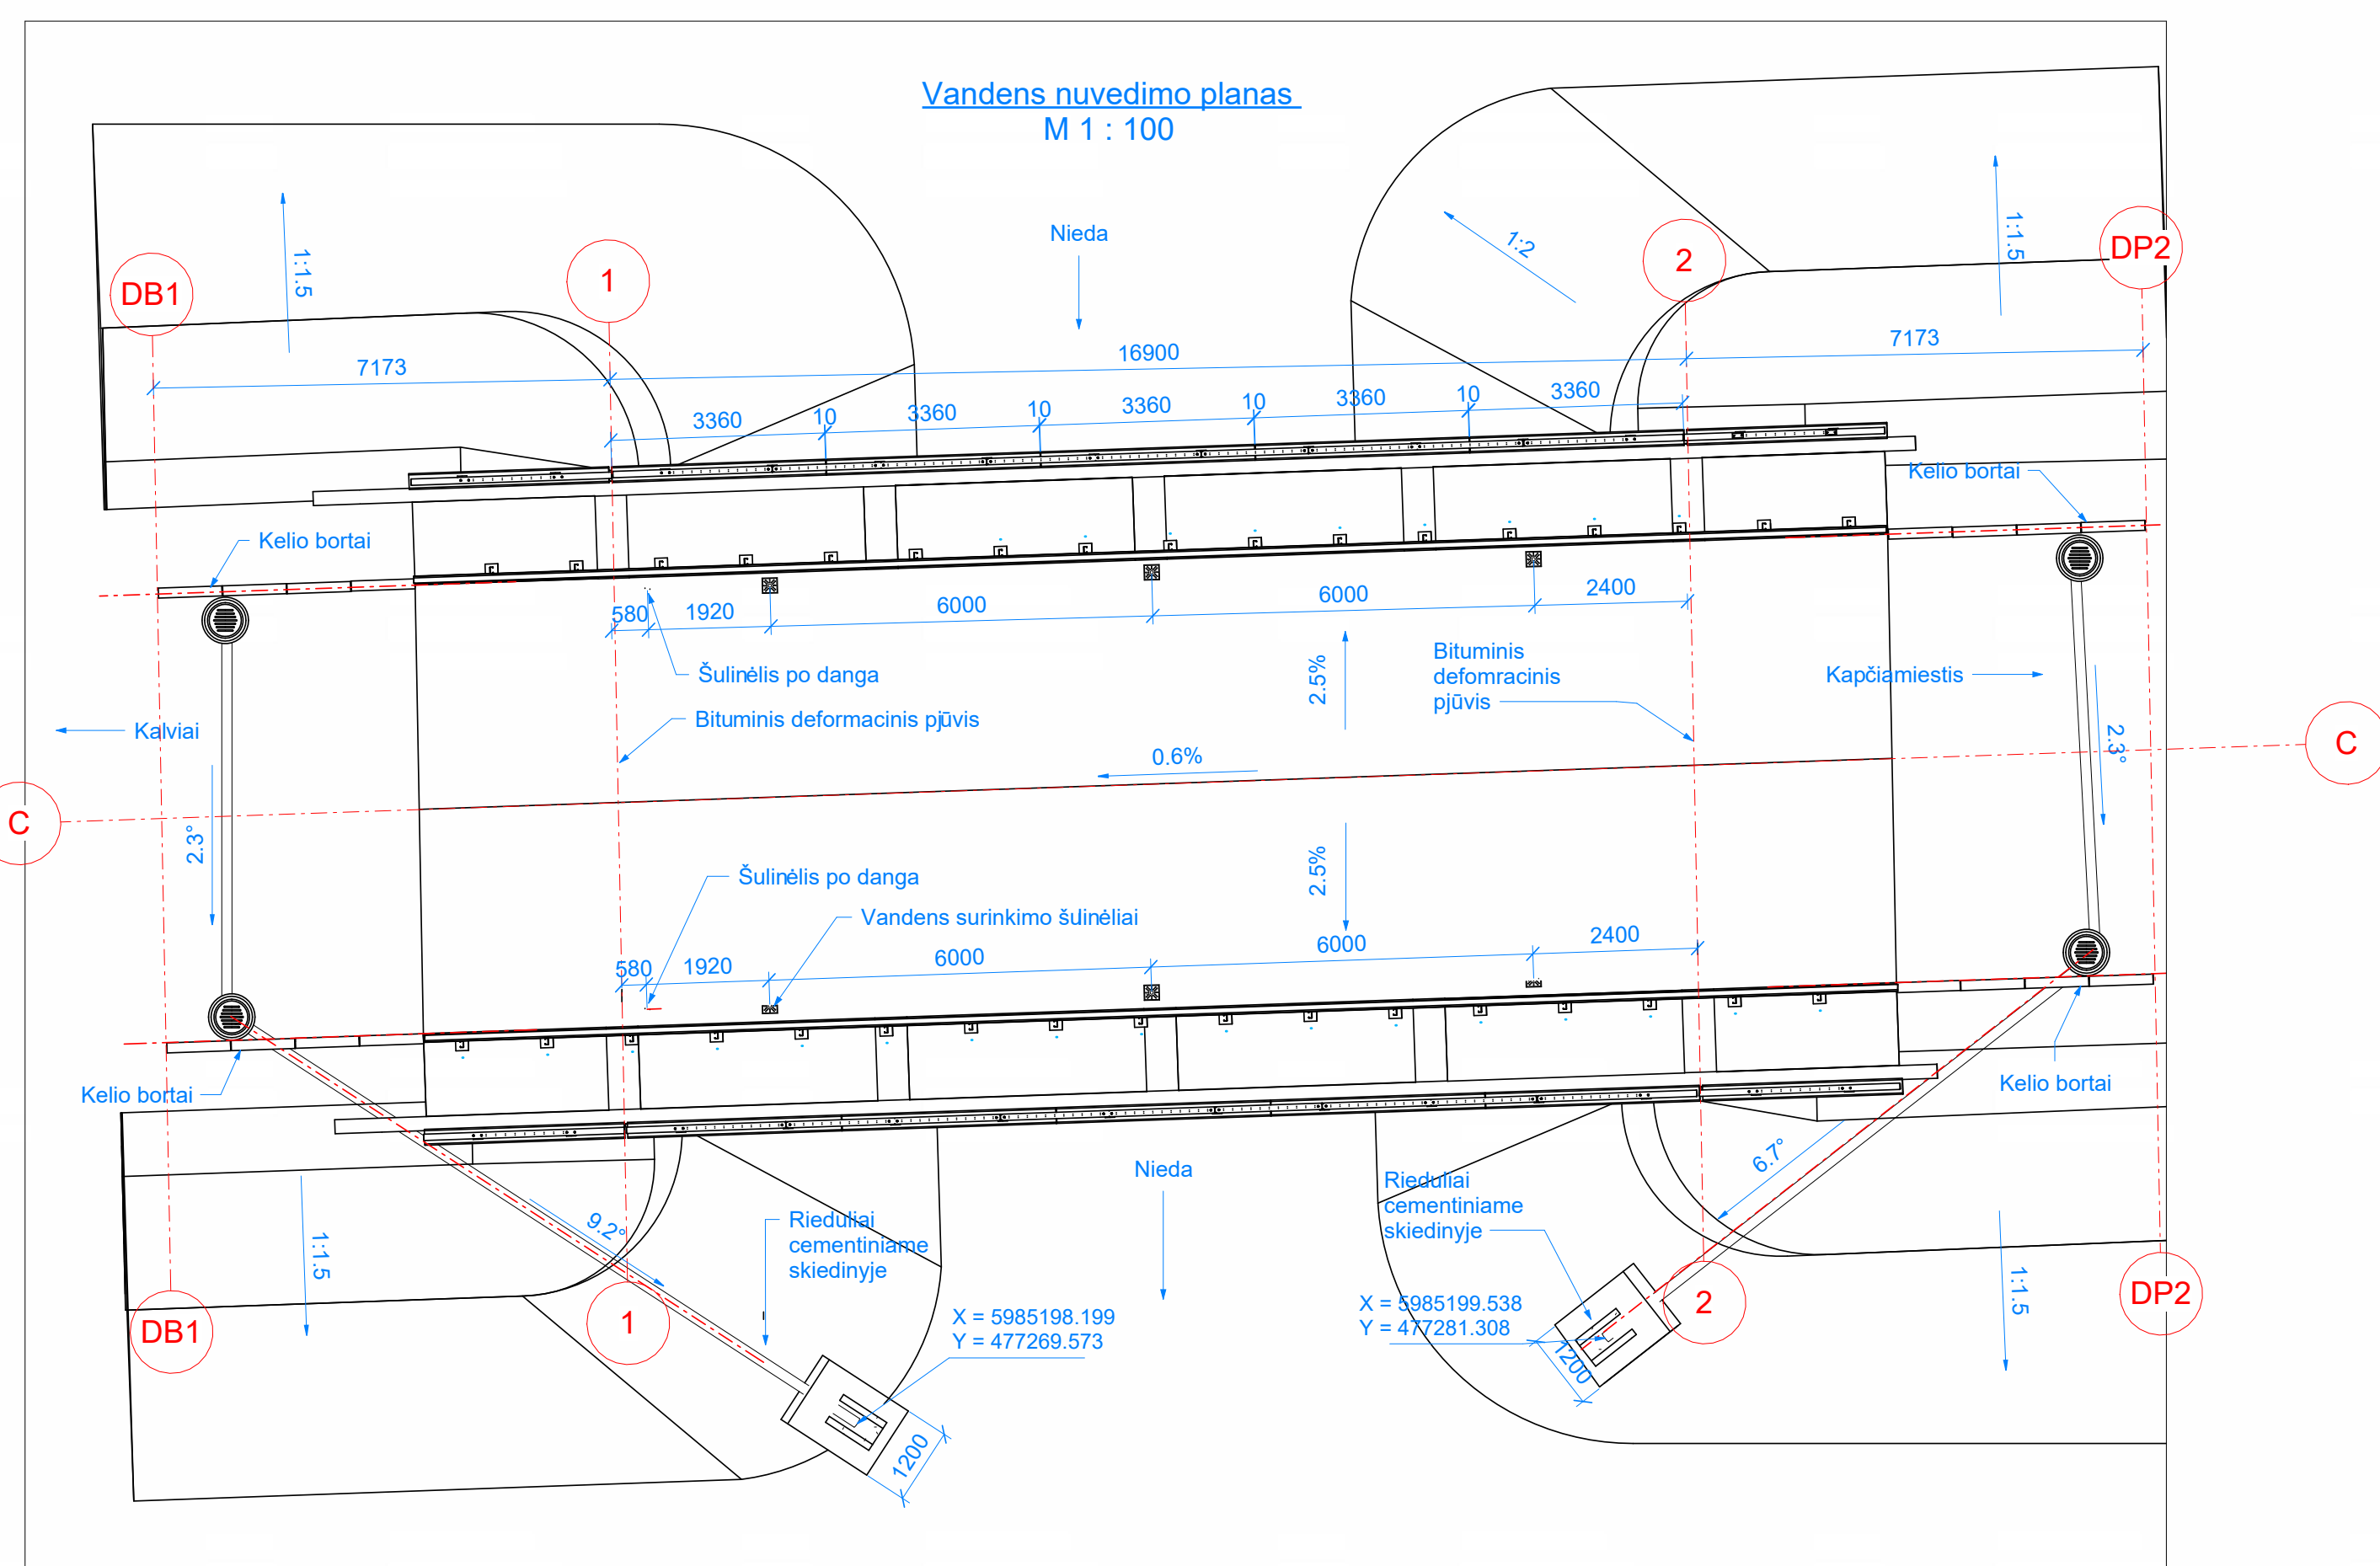 Vandens nuvedimo planas
M 1 : 100
Nieda
1:1.5
1:2
1:1.5
DB1
1
2
DP2
7173
16900
7173
3360
10
3360
10
3360
10
3360
10
3360
Kelio bortai
Kelio bortai
580
1920
6000
6000
2400
Šulinėlis po danga
Bituminis deformacinis pjūvis
2.5%
Bituminis
defomracinis
pjūvis
Kapčiamiestis
Kalviai
0.6%
2.3°
C
C
2.3°
Šulinėlis po danga
Vandens surinkimo šulinėliai
2.5%
580
1920
6000
6000
2400
Kelio bortai
Kelio bortai
Nieda
6.7°
9.2°
Rieduliai
cementiniame
skiedinyje
Rieduliai
cementiniame
skiedinyje
1:1.5
1:1.5
DB1
1
2
DP2
X = 5985198.199
Y = 477269.573
X = 5985199.538
Y = 477281.308
1200
1200